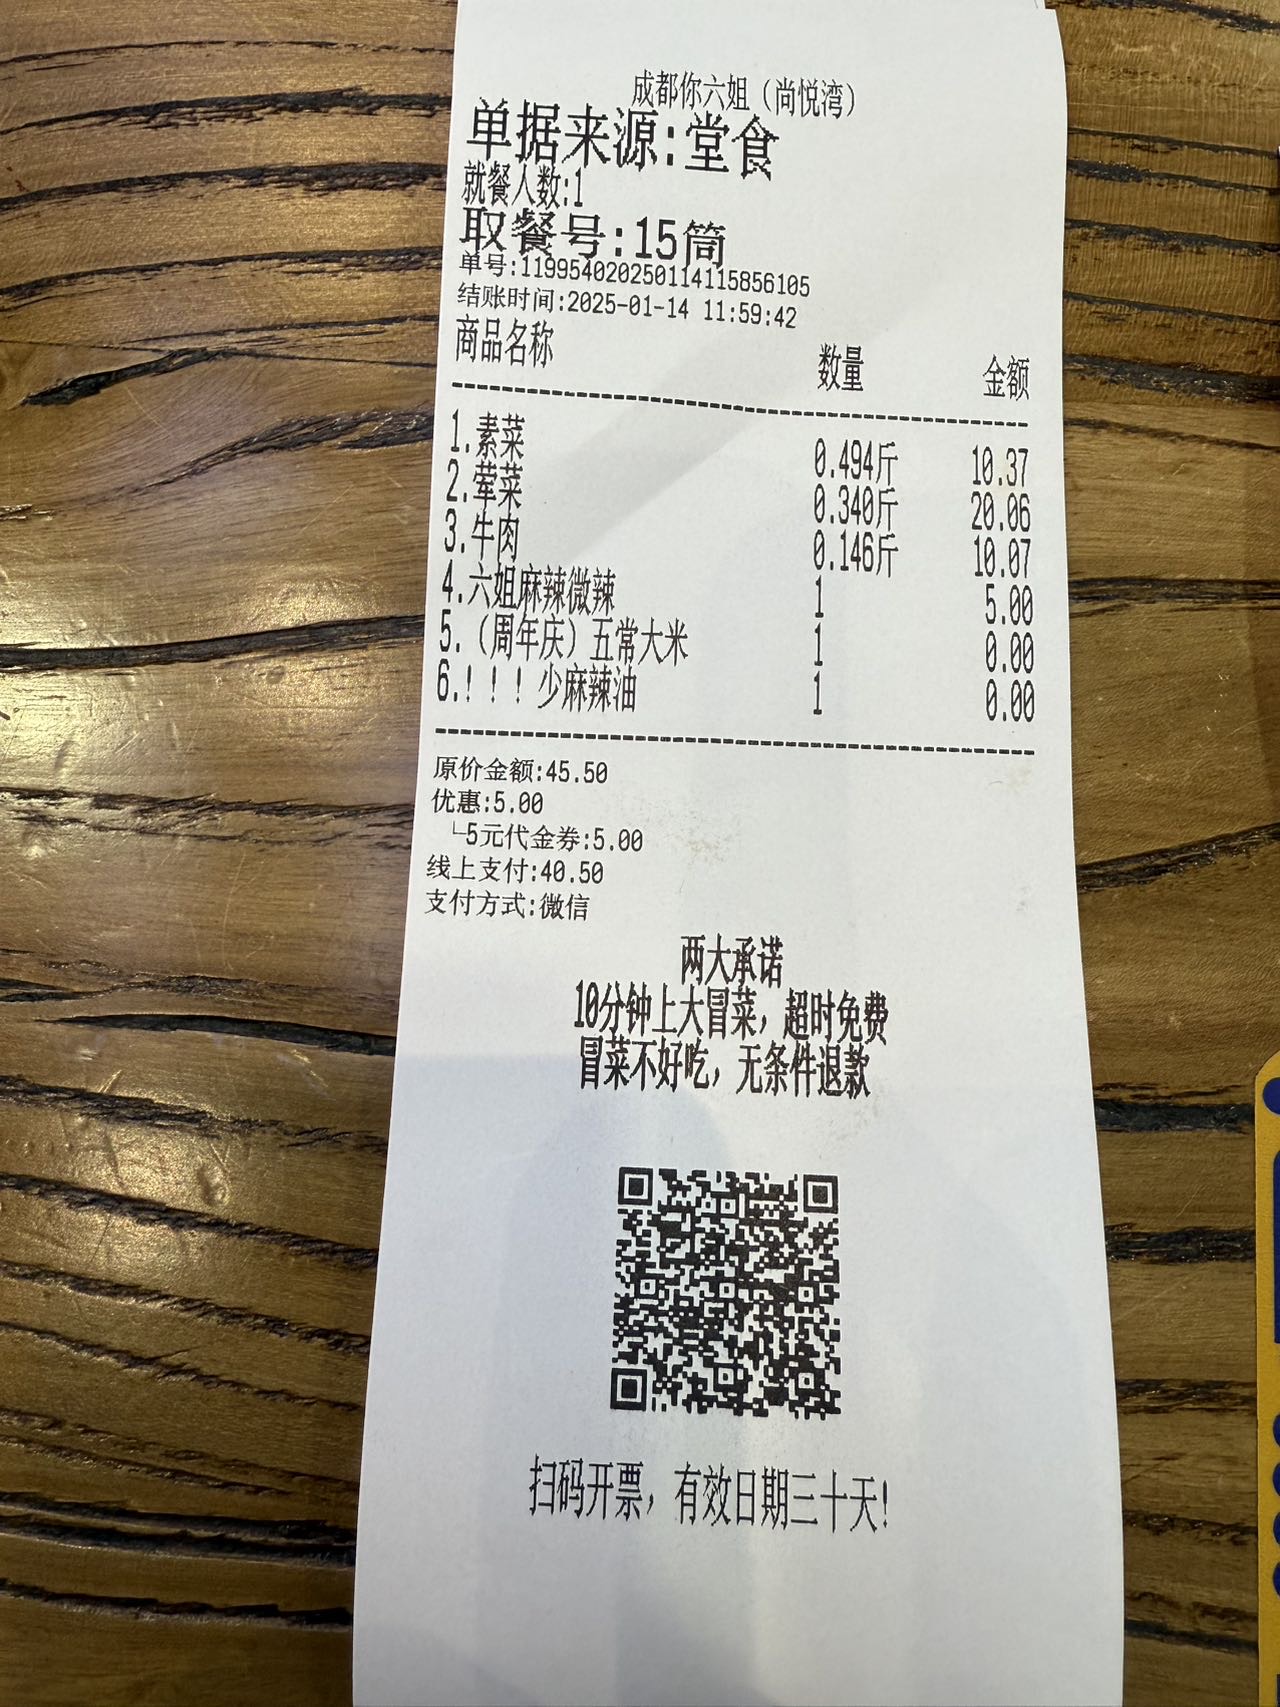 成都你六姐（尚悦湾）
单据来源:堂食
就餐人数:1
取餐号:15筒
单号:119954020250114115856105
结账时间:2025-01-14 11:59:42
商品名称 数量 金额
1.素菜 0.494斤 10.37
2.荤菜 0.340斤 20.06
3.牛肉 0.146斤 10.07
4.六姐麻辣微辣 1 5.00
5.（周年庆）五常大米 1 0.00
6.！！！少麻辣油 1 0.00
原价金额:45.50
优惠:5.00
└5元代金券:5.00
线上支付:40.50
支付方式:微信
两大承诺
10分钟上大冒菜，超时免费
冒菜不好吃，无条件退款
扫码开票，有效日期三十天!